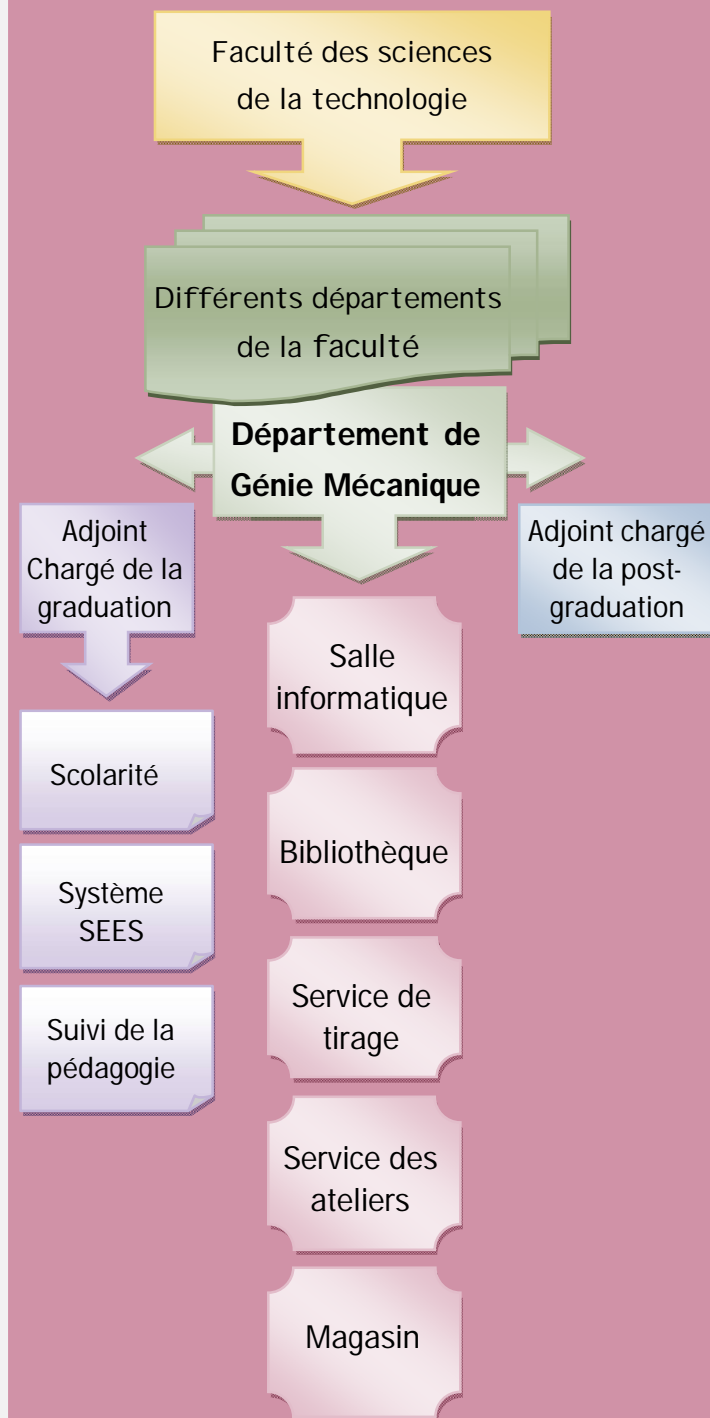 Faculté des sciences
de la technologie
Différents départements
de la faculté
Département de
Génie Mécanique
Adjoint
Chargé de la
graduation
Adjoint chargé
de la post-
graduation
Salle
informatique
Scolarité
Bibliothèque
Système
SEES
Service de
tirage
Suivi de la
pédagogie
Service des
ateliers
Magasin